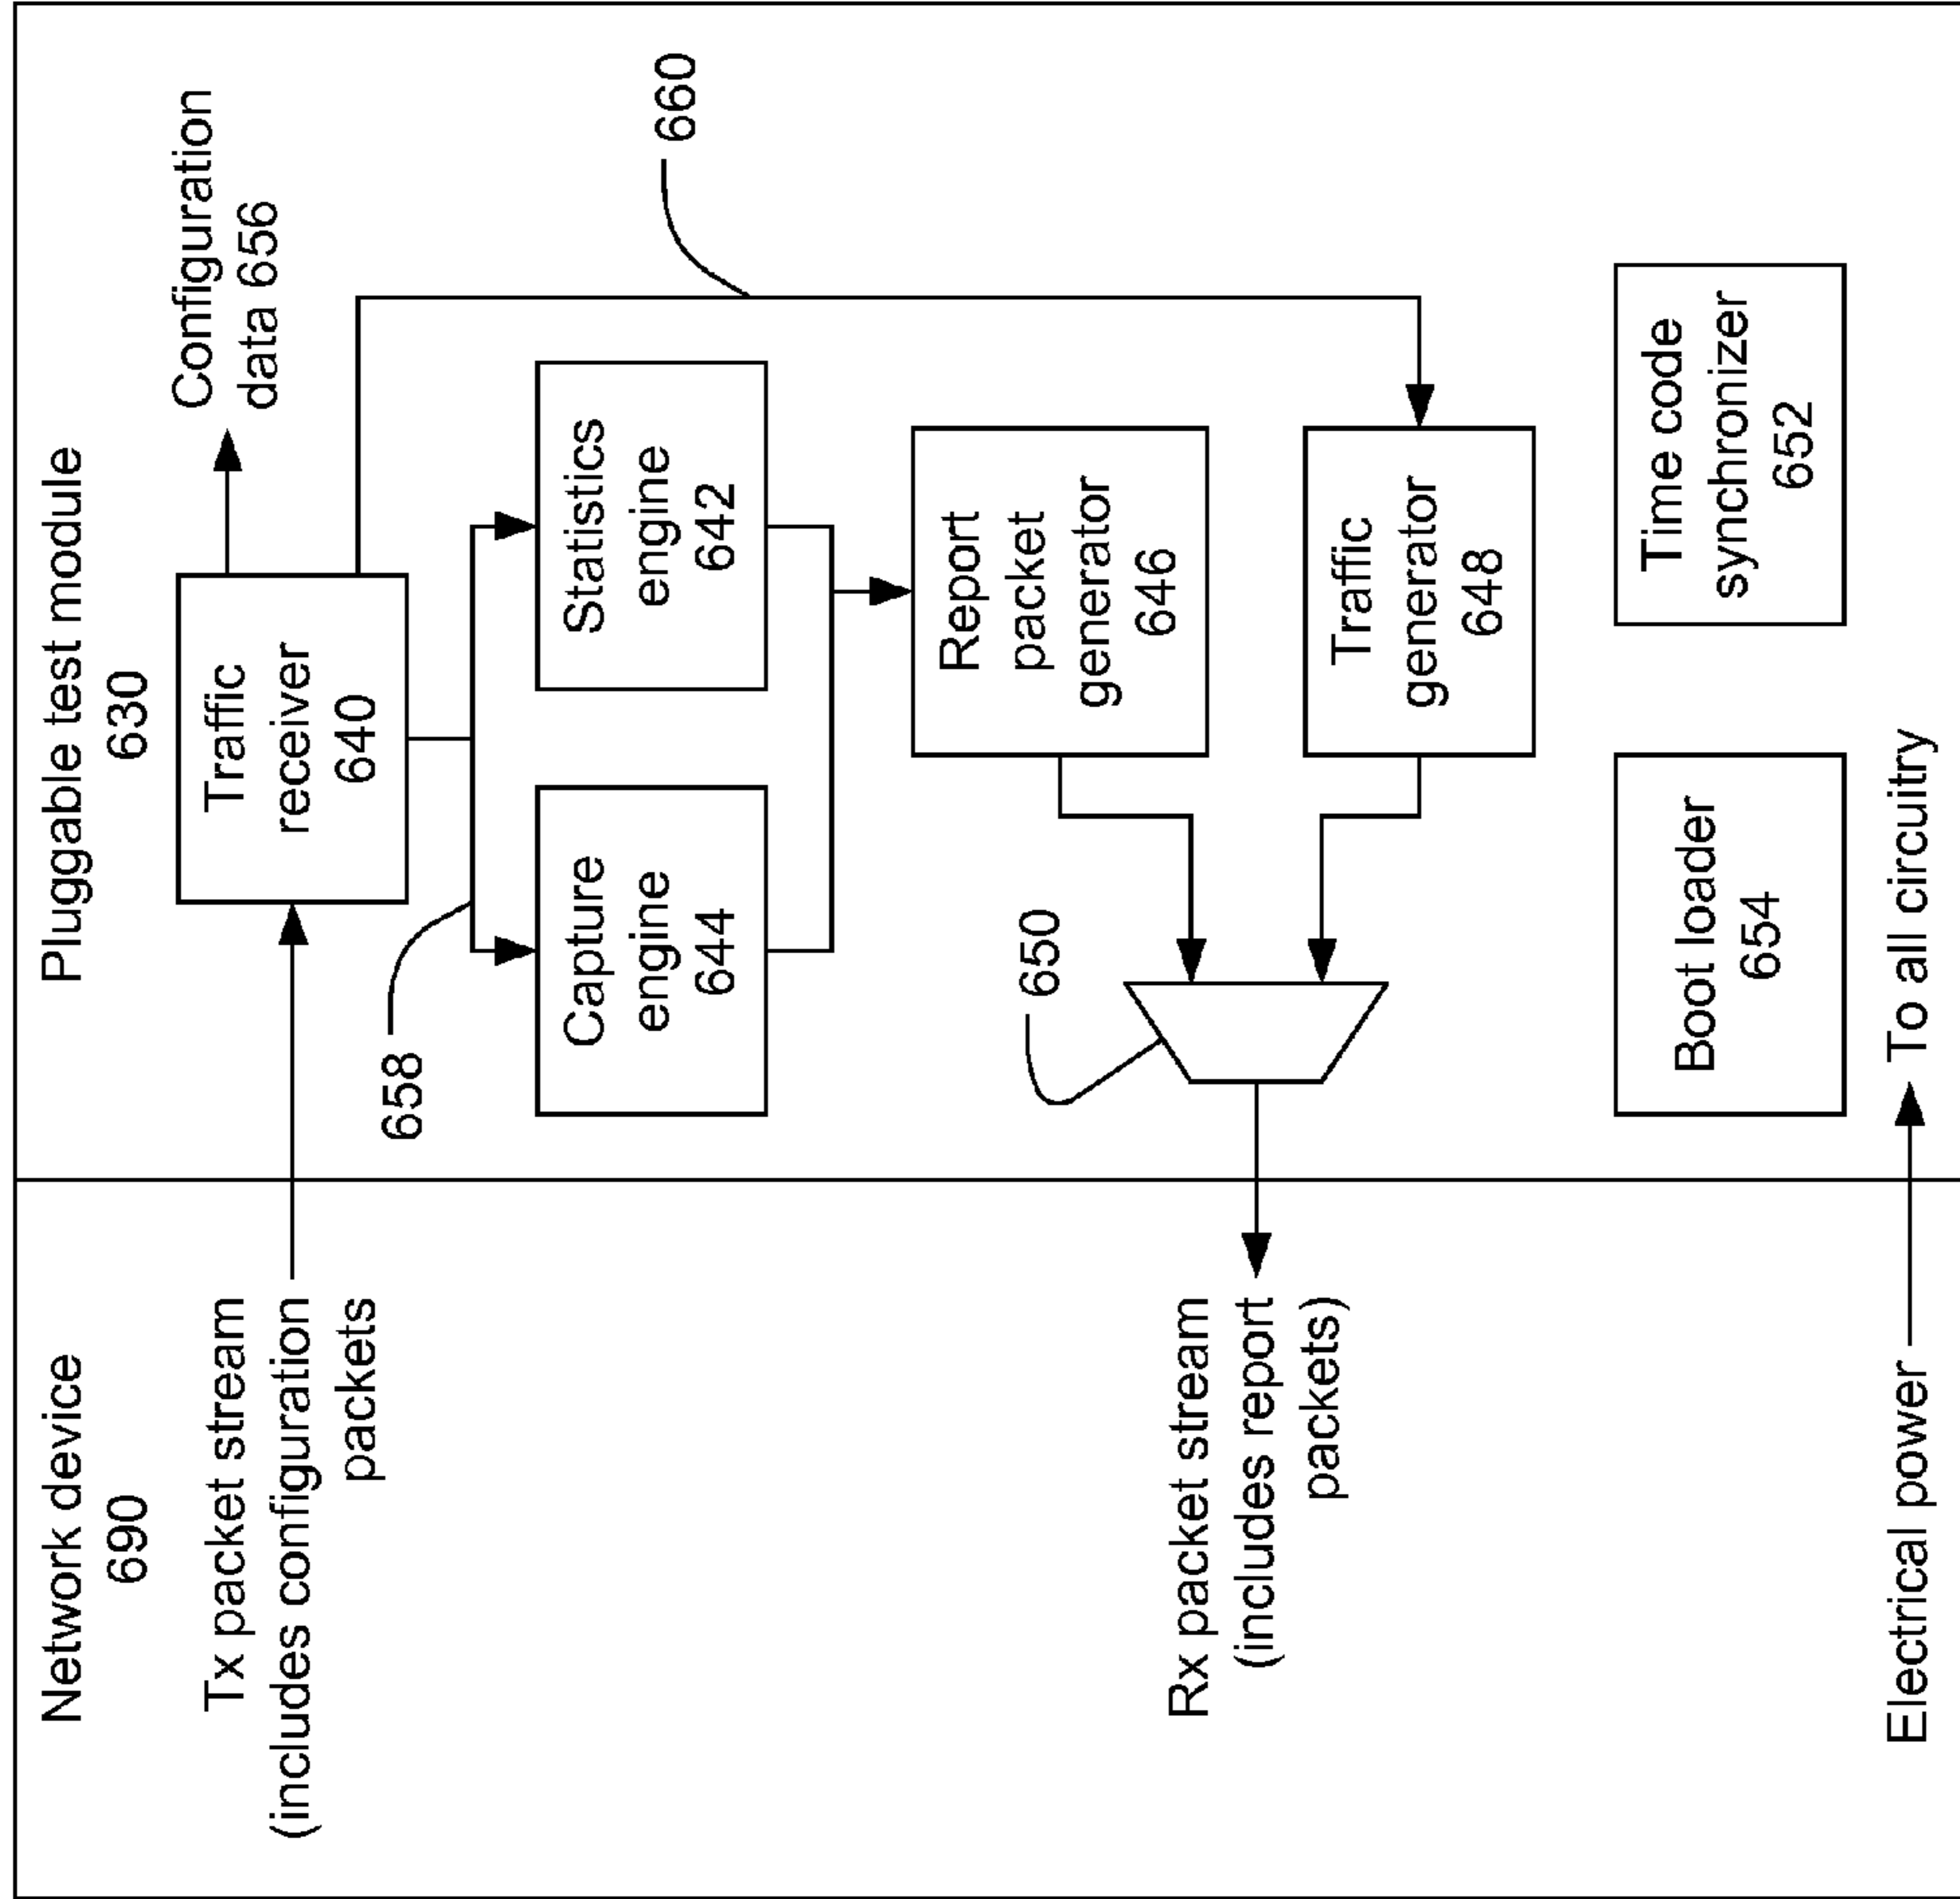 Network device
690
Tx packet stream
(includes configuration
packets
Rx packet stream
(includes report
packets)
Electrical power
Pluggable test module
630
Traffic
receiver
640
Configuration
data 656
658
660
Capture
engine
644
Statistics
engine
642
Report
packet
generator
646
650
Traffic
generator
648
Boot loader
654
Time code
synchronizer
652
To all circuitry